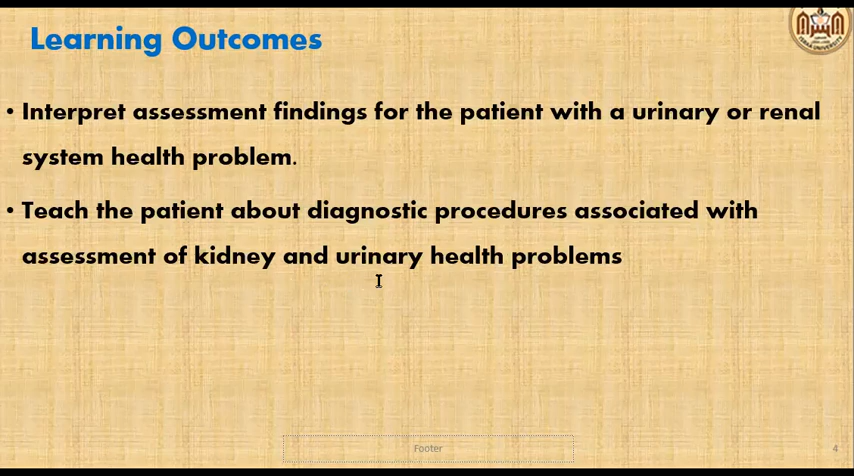 Learning Outcomes
• Interpret assessment findings for the patient with a urinary or renal
system health problem.
• Teach the patient about diagnostic procedures associated with
assessment of kidney and urinary health problems
Footer
4